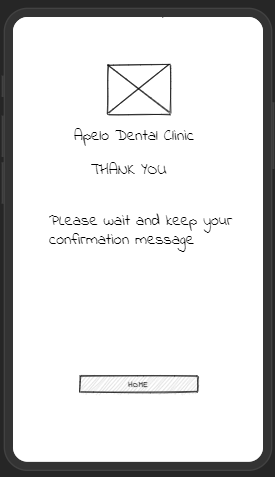 Apelo Dental Clinic
THANK YOU
Please wait and keep your
confirmation message
HOME